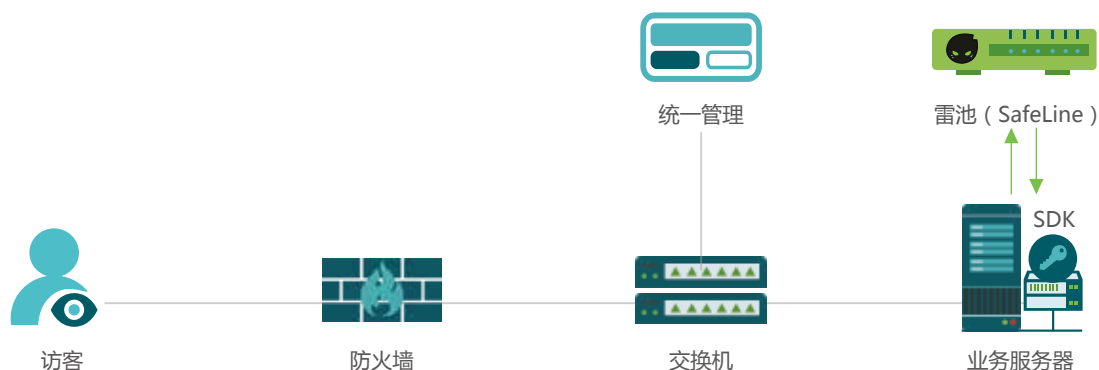 统一管理
雷池（SafeLine）
SDK
访客
防火墙
交换机
业务服务器